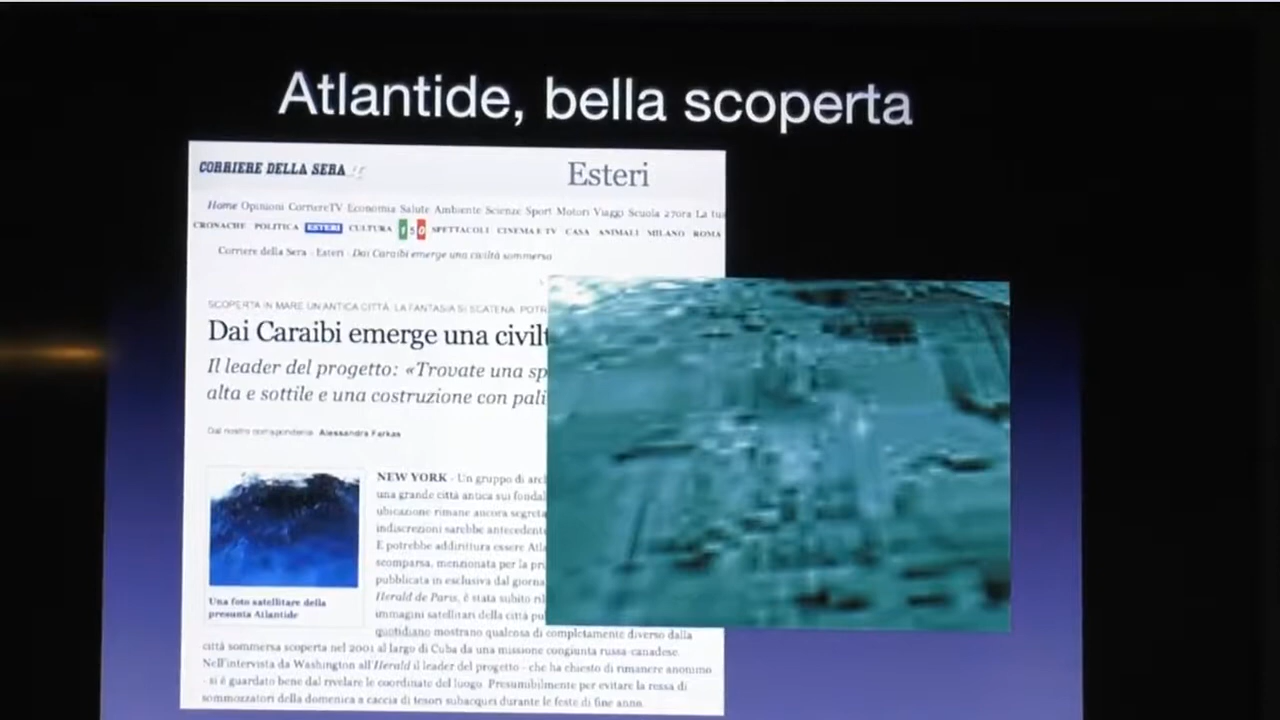 Atlantide, bella scoperta
CORRIERE DELLA SERA
Esteri
Home Opinioni CorriereTV Economia Salute Ambiente Scienze Sport Motori Viaggi Scuola 27ora La tua
CRONACHE POLITICA ESTERI CULTURA 150 SPETTACOLI CINEMA E TV CASA ANIMALI MILANO ROMA
Corriere della Sera Esteri Dai Caraibi emerge una civiltà sommersa
SCOPERTA IN MARE UN'ANTICA CITTÀ. LA FANTASIA SI SCATENA: POTR
Dai Caraibi emerge una civilt
Il leader del progetto: «Trovate una sp
alta e sottile e una costruzione con pali
Dal nostro corrispondente Alessandra Farkas
NEW YORK - Un gruppo di arc
una grande città antica sui fondal
ubicazione rimane ancora segreta
indiscrezioni sarebbe antecedente
E potrebbe addirittura essere Atla
scomparsa, menzionata per la pri
pubblicata in esclusiva dal giorna
Herald de Paris, è stata subito ril
immagini satellitari della città pu
Una foto satellitare della
presunta Atlantide
quotidiano mostrano qualcosa di completamente diverso dalla
città sommersa scoperta nel 2001 al largo di Cuba da una missione congiunta russa-canadese.
Nell'intervista da Washington all'Herald il leader del progetto - che ha chiesto di rimanere anonimo
- si è guardato bene dal rivelare le coordinate del luogo. Presumibilmente per evitare la ressa di
sommozzatori della domenica a caccia di tesori subacquei durante le feste di fine anno.